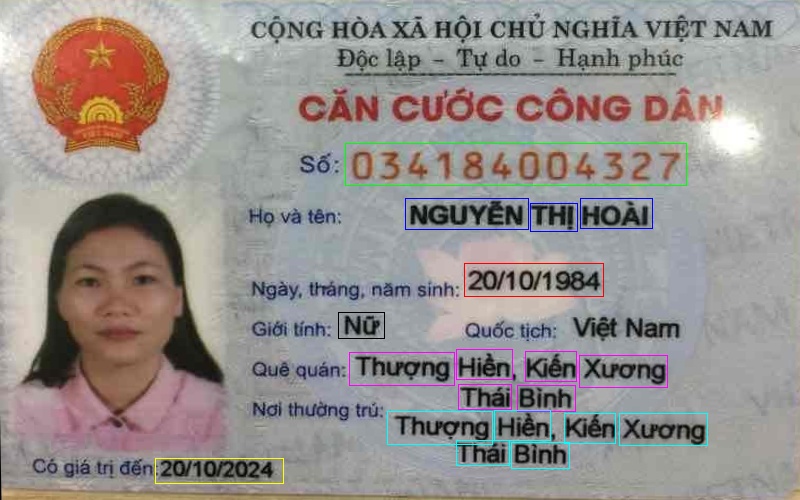 CỘNG HÒA XÃ HỘI CHỦ NGHĨA VIỆT NAM
Độc lập - Tự do - Hạnh phúc
CĂN CƯỚC CÔNG DÂN
Số: 034184004327
Họ và tên: NGUYỄN THỊ HOÀI
Ngày, tháng, năm sinh: 20/10/1984
Giới tính: Nữ Quốc tịch: Việt Nam
Quê quán: Thượng Hiền, Kiến Xương
Thái Bình
Nơi thường trú: Thượng Hiền, Kiến Xương
Thái Bình
Có giá trị đến: 20/10/2024